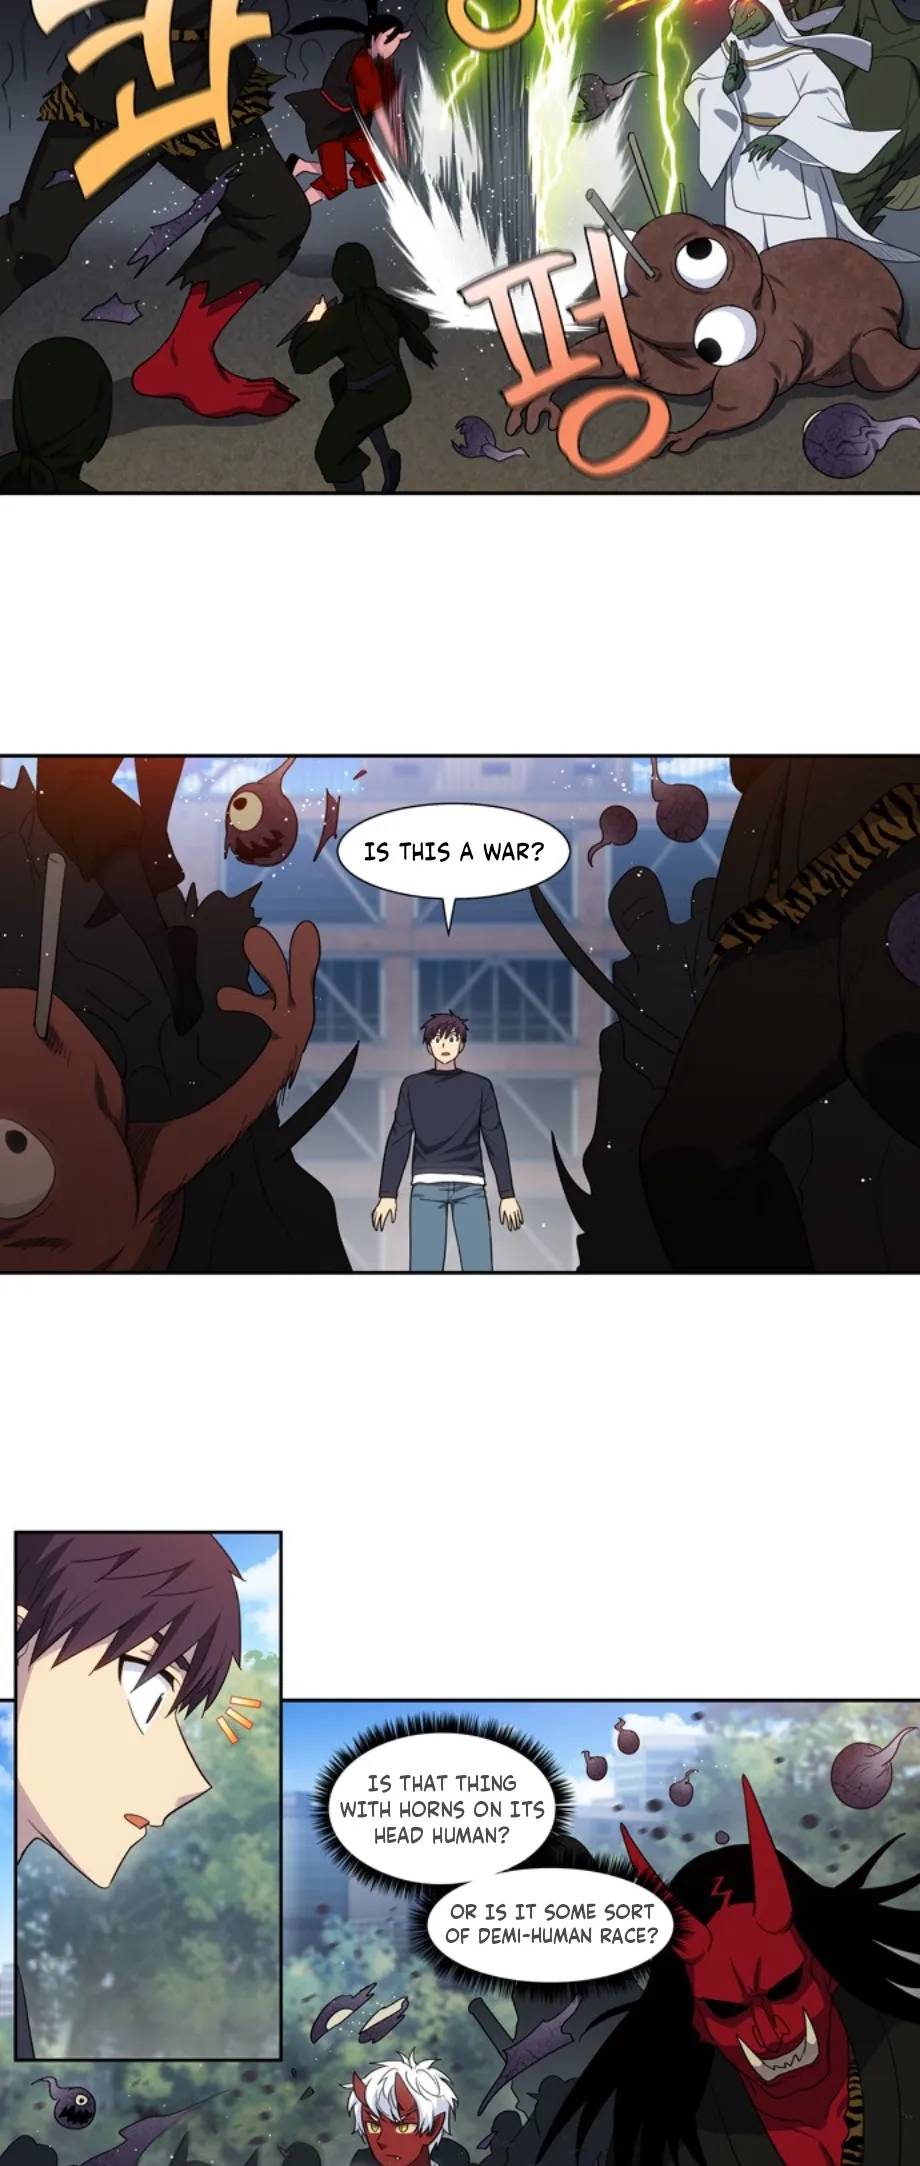 콰
펑
IS THIS A WAR?
IS THAT THING
WITH HORNS ON ITS
HEAD HUMAN?
OR IS IT SOME SORT
OF DEMI-HUMAN RACE?